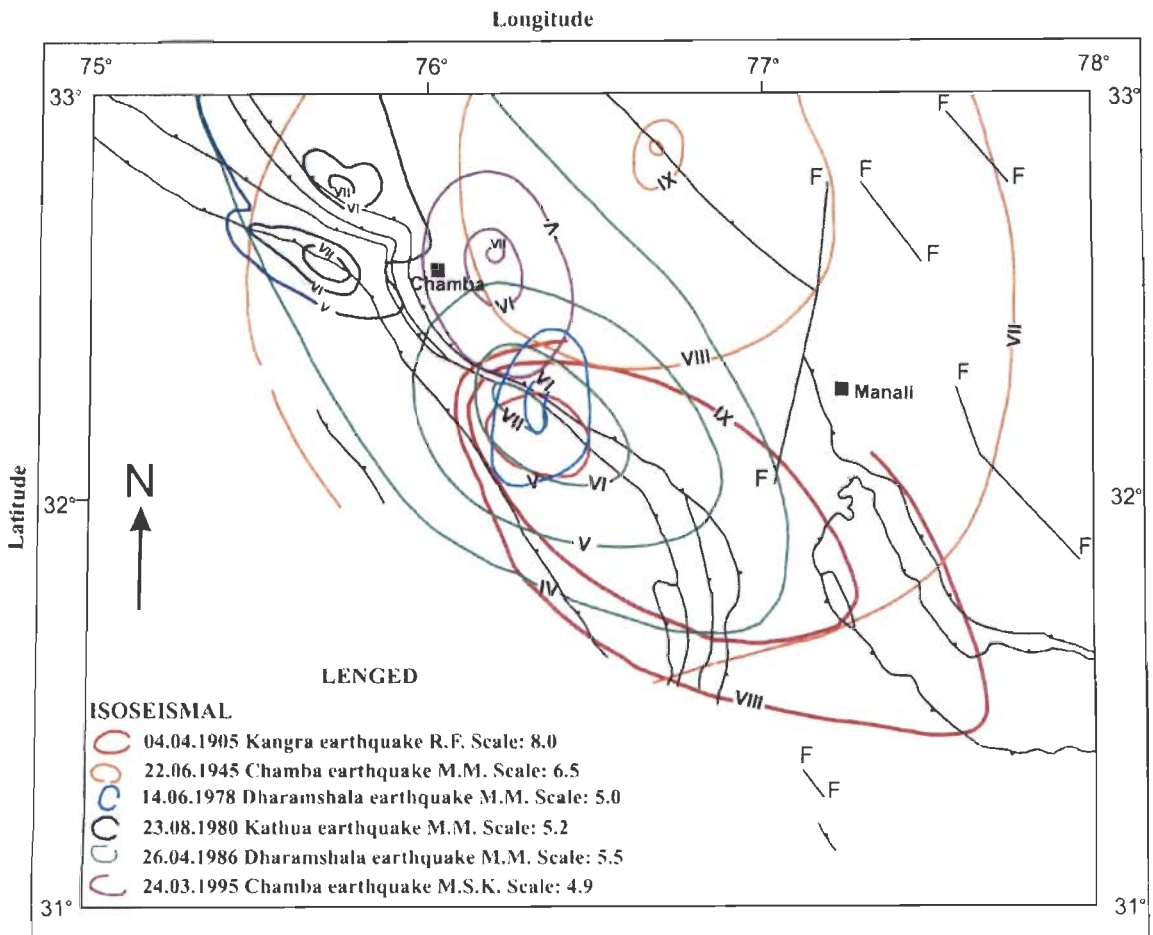 Longitude
75° 76° 77° 78°
33° 33°
F
F F
F
VII
VI
IX
V
VII
F
VII
Chamba
VI
VI
V
VIII
VII
F
Manali
VI
IX
VII
V VI
F
N
32° 32°
Latitude
V
F
IV
VIII
LENGED
ISOSEISMAL
04.04.1905 Kangra earthquake R.F. Scale: 8.0
22.06.1945 Chamba earthquake M.M. Scale: 6.5
14.06.1978 Dharamshala earthquake M.M. Scale: 5.0
23.08.1980 Kathua earthquake M.M. Scale: 5.2
26.04.1986 Dharamshala earthquake M.M. Scale: 5.5
24.03.1995 Chamba earthquake M.S.K. Scale: 4.9
F
F
31° 31°